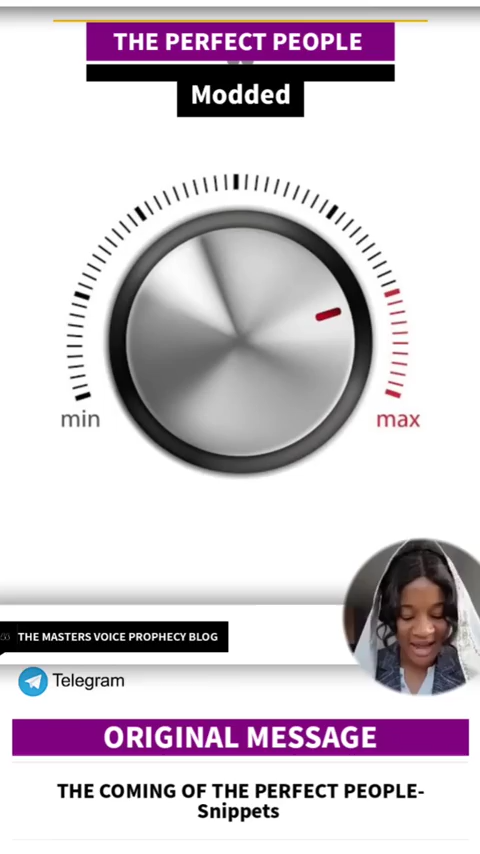 THE PERFECT PEOPLE
Modded
min
max
THE MASTERS VOICE PROPHECY BLOG
Telegram
ORIGINAL MESSAGE
THE COMING OF THE PERFECT PEOPLE-
Snippets